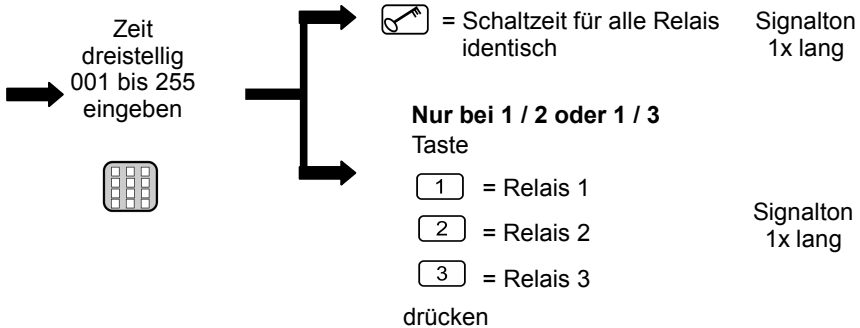 Zeit
dreistellig
001 bis 255
eingeben
= Schaltzeit für alle Relais
identisch
Signalton
1x lang
Nur bei 1 / 2 oder 1 / 3
Taste
1 = Relais 1
2 = Relais 2
3 = Relais 3
drücken
Signalton
1x lang